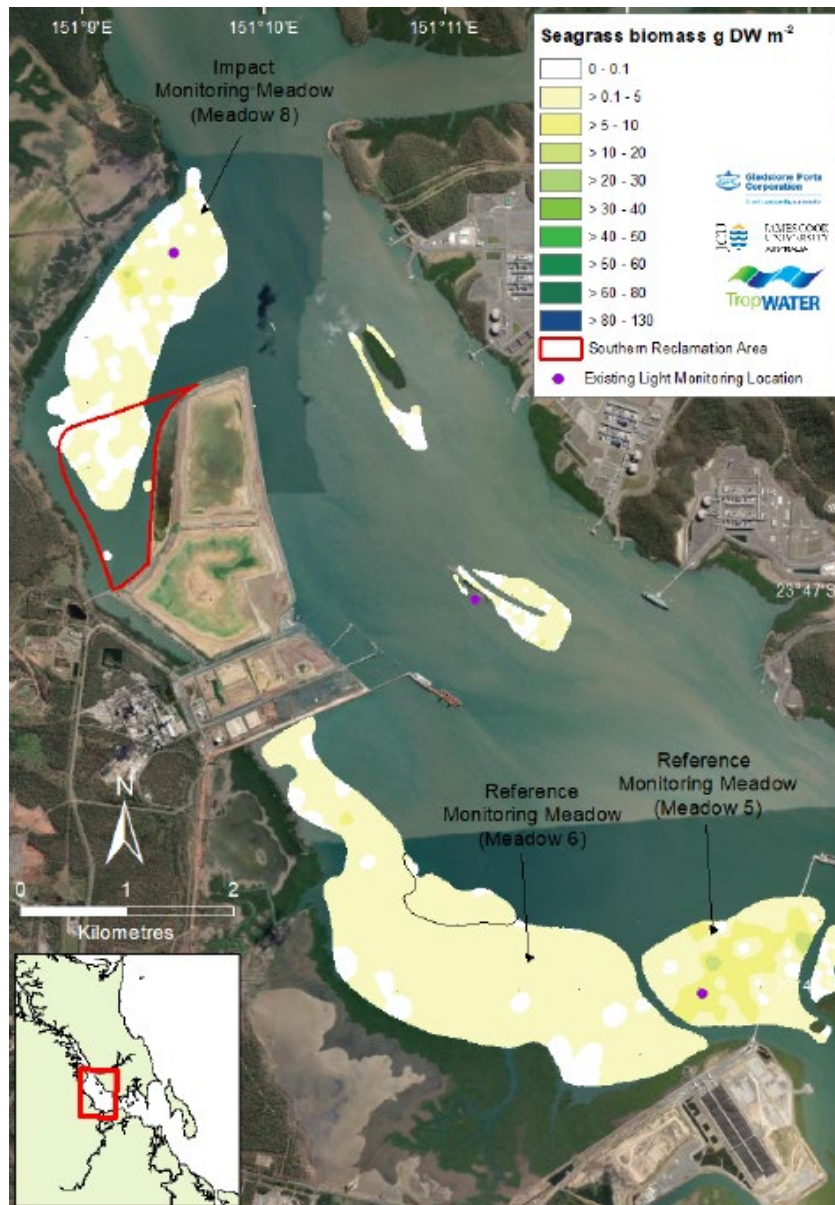 151°9'E
151°10'E
151°11'E
Impact
Monitoring Meadow
(Meadow 8)
Seagrass biomass g DW m⁻²
0 - 0.1
> 0.1 - 5
> 5 - 10
> 10 - 20
> 20 - 30
> 30 - 40
> 40 - 50
> 50 - 60
> 60 - 80
> 80 - 130
Southern Reclamation Area
Existing Light Monitoring Location
Gladstone Ports
Corporation
JCU
JAMES COOK
UNIVERSITY
AUSTRALIA
TropWATER
23°47'S
Reference
Monitoring Meadow
(Meadow 5)
Reference
Monitoring Meadow
(Meadow 6)
N
0 1 2
Kilometres